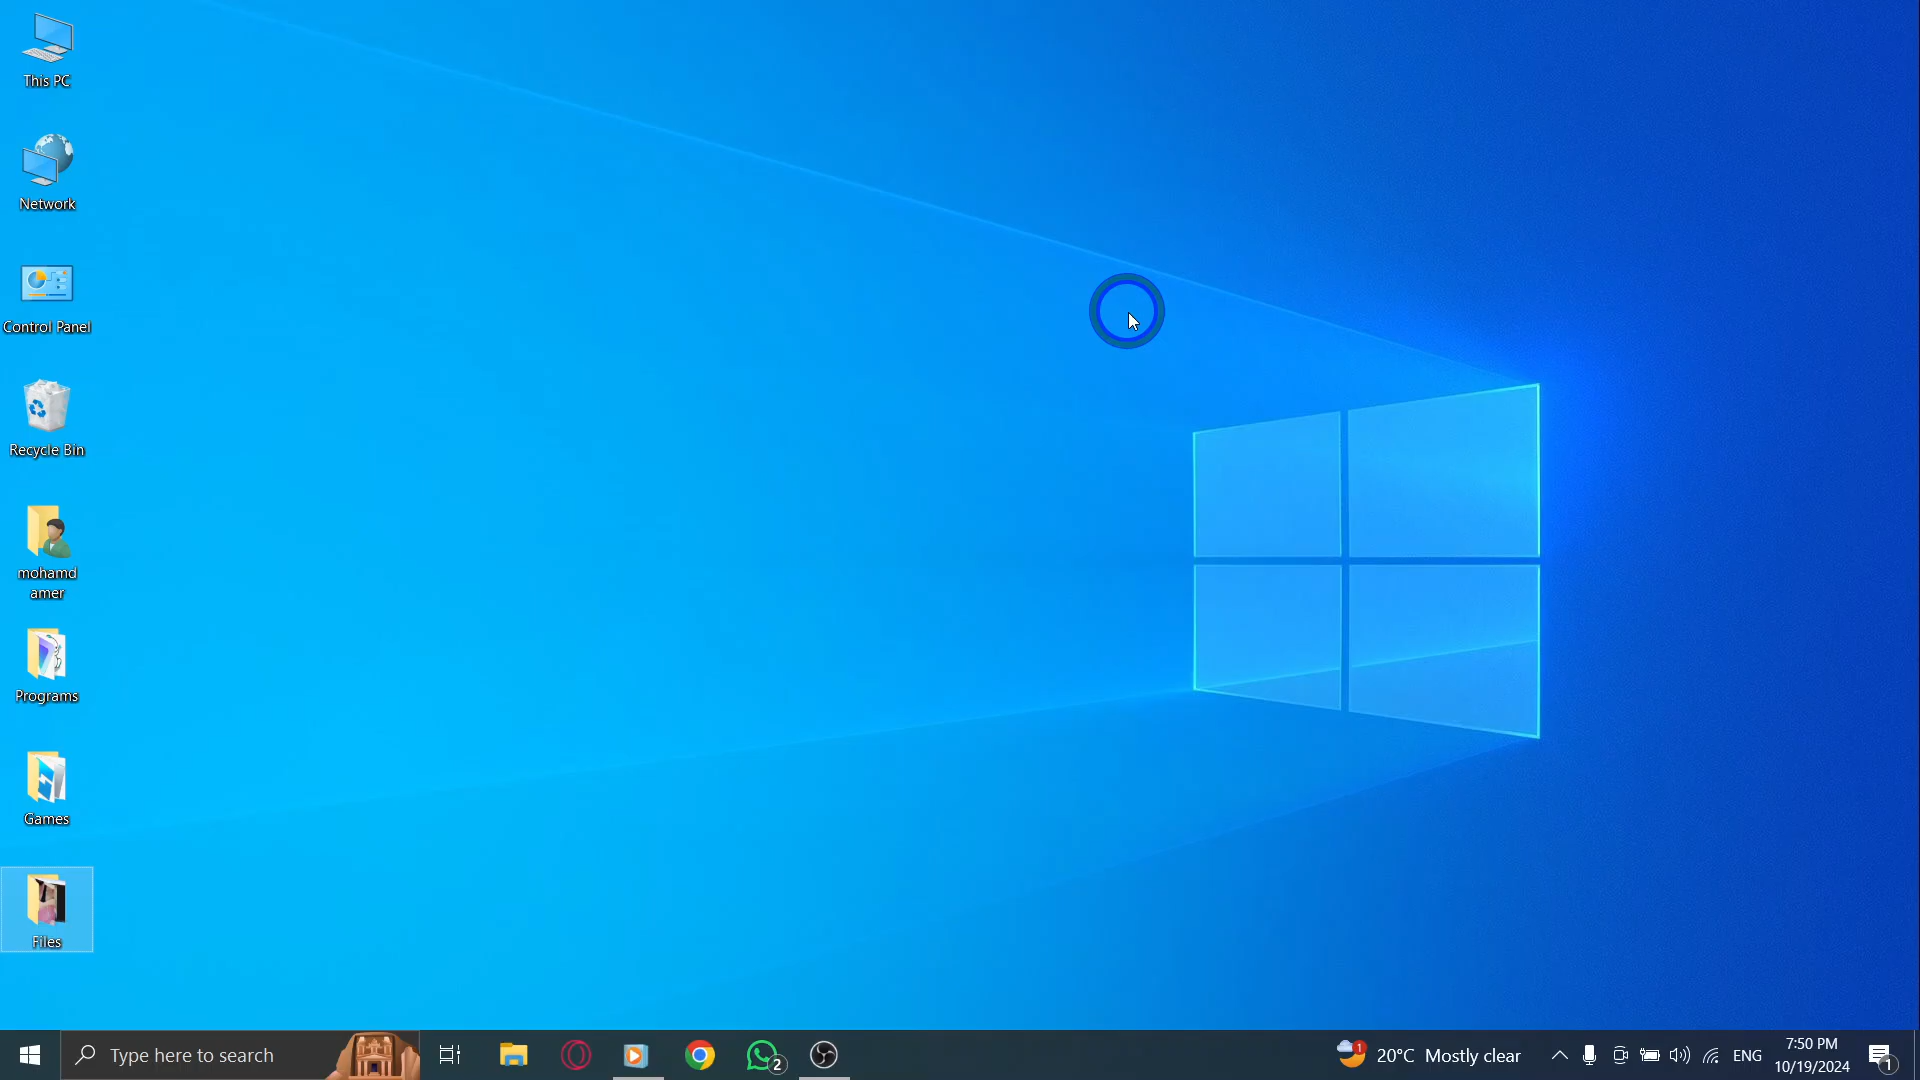 This PC
Network
Control Panel
Recycle Bin
mohamd
amer
Programs
Games
Files
Type here to search
2
1
20°C Mostly clear
ENG
7:50 PM
10/19/2024
1